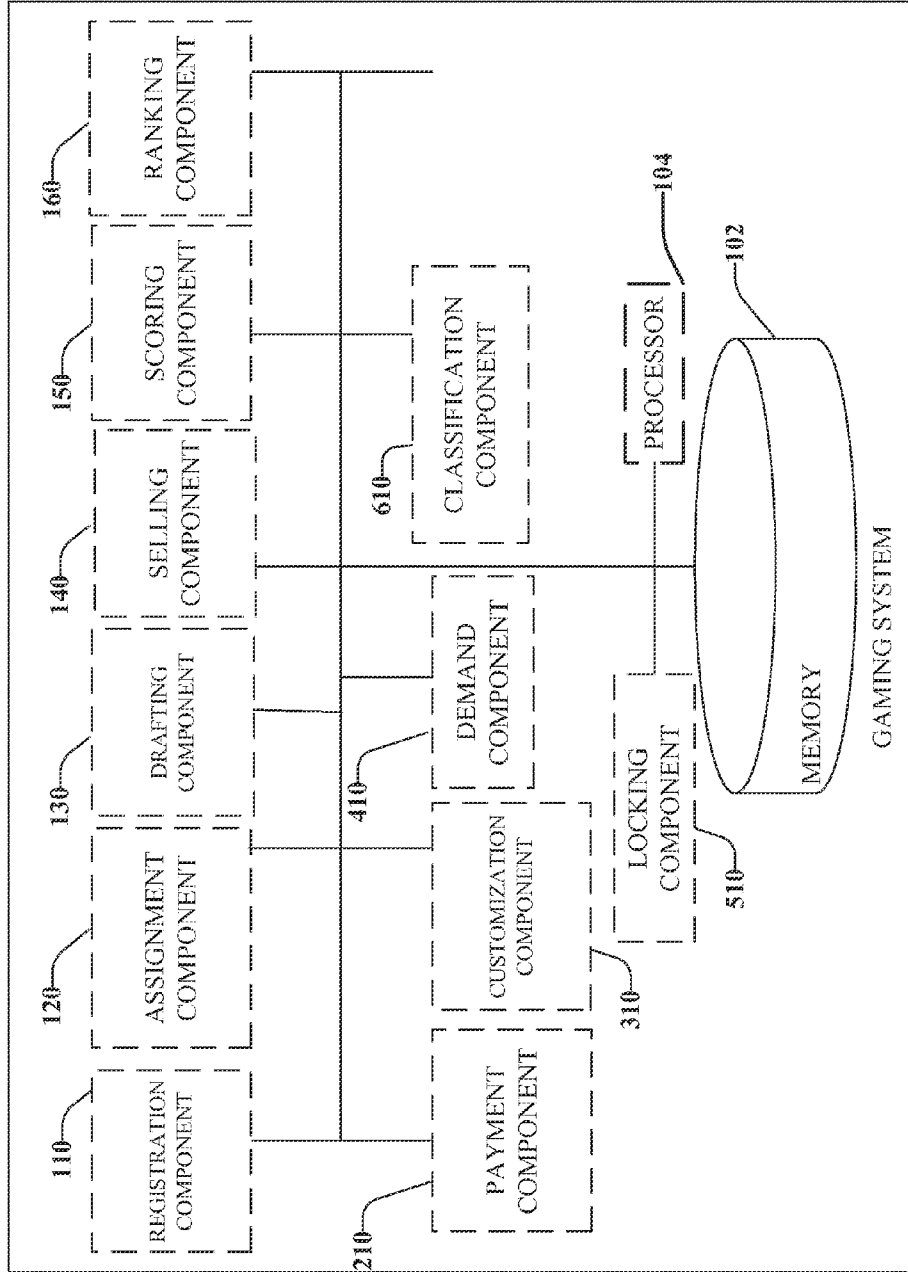 110
REGISTRATION
COMPONENT
120
ASSIGNMENT
COMPONENT
130
DRAFTING
COMPONENT
140
SELLING
COMPONENT
150
SCORING
COMPONENT
160
RANKING
COMPONENT
210
PAYMENT
COMPONENT
CUSTOMIZATION
COMPONENT
310
410
DEMAND
COMPONENT
610
CLASSIFICATION
COMPONENT
LOCKING
COMPONENT
510
PROCESSOR
104
102
MEMORY
GAMING SYSTEM